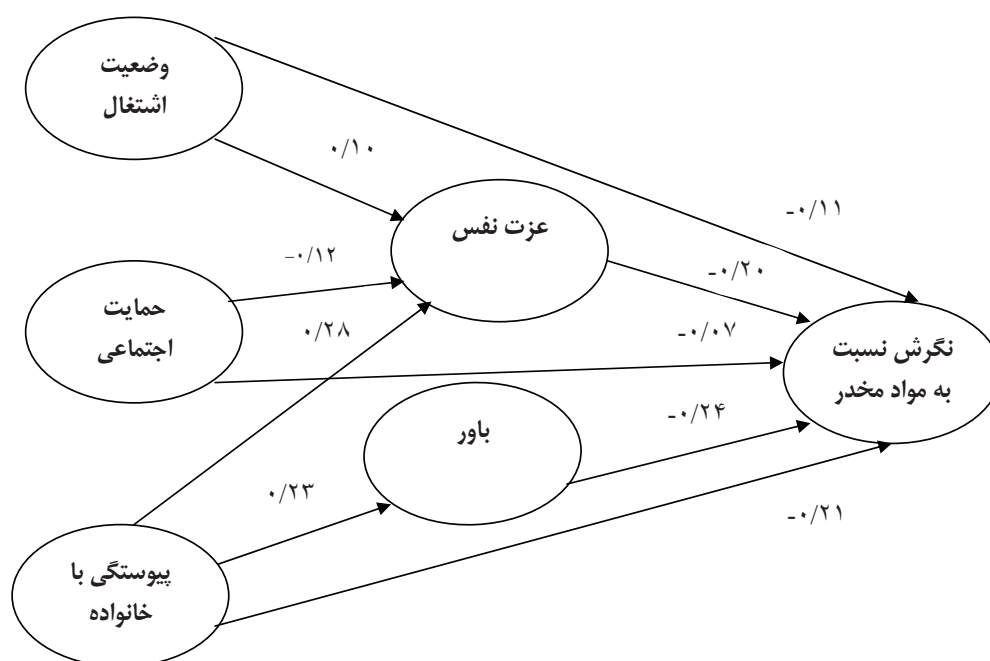 وضعیت
اشتغال
۰/۱۰
-۰/۱۱
عزت نفس
-۰/۱۲
-۰/۲۰
حمایت
اجتماعی
۰/۲۸
-۰/۰۷
نگرش نسبت
به مواد مخدر
باور
-۰/۲۴
۰/۲۳
-۰/۲۱
پیوستگی با
خانواده